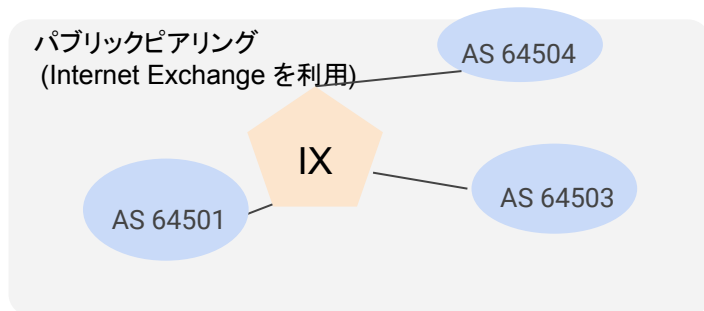 パブリックピアリング
(Internet Exchange を利用)
AS 64504
IX
AS 64503
AS 64501